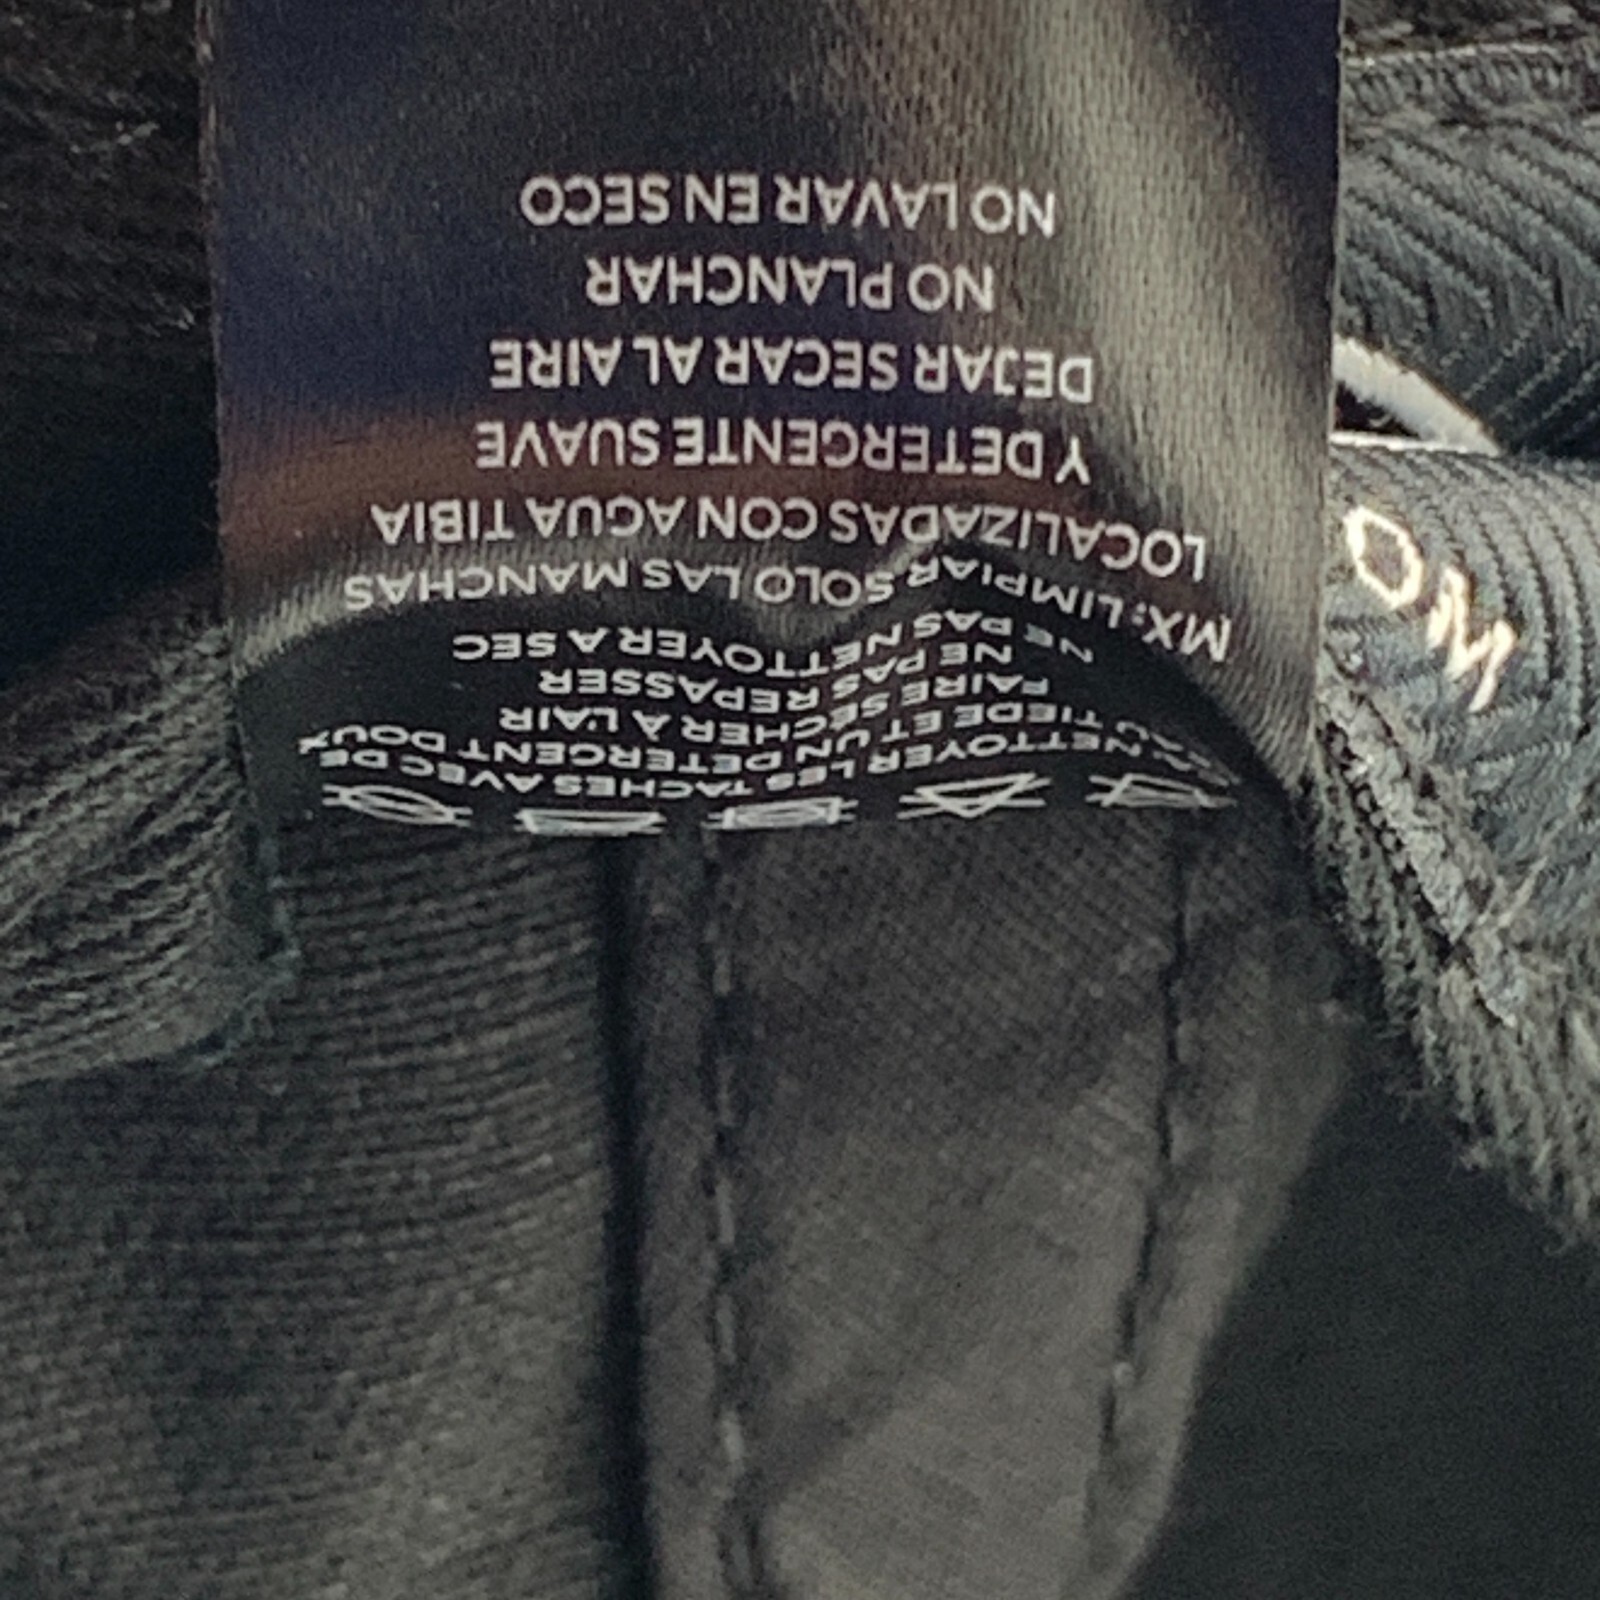 NETTOYER LES TACHES AVEC DE
EAU TIEDE ET UN DETERGENT DOUX
FAIRE SECHER À L'AIR
NE PAS REPASSER
NE PAS NETTOYER A SEC
MX: LIMPIAR SOLO LAS MANCHAS
LOCALIZADAS CON AGUA TIBIA
Y DETERGENTE SUAVE
DEJAR SECAR AL AIRE
NO PLANCHAR
NO LAVAR EN SECO